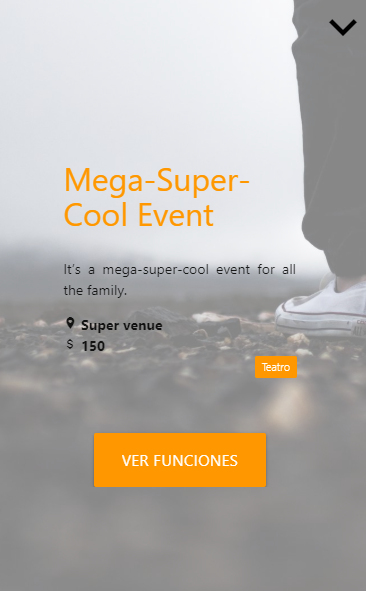 Mega-Super-
Cool Event
It's a mega-super-cool event for all
the family.
Super venue
$ 150
Teatro
VER FUNCIONES